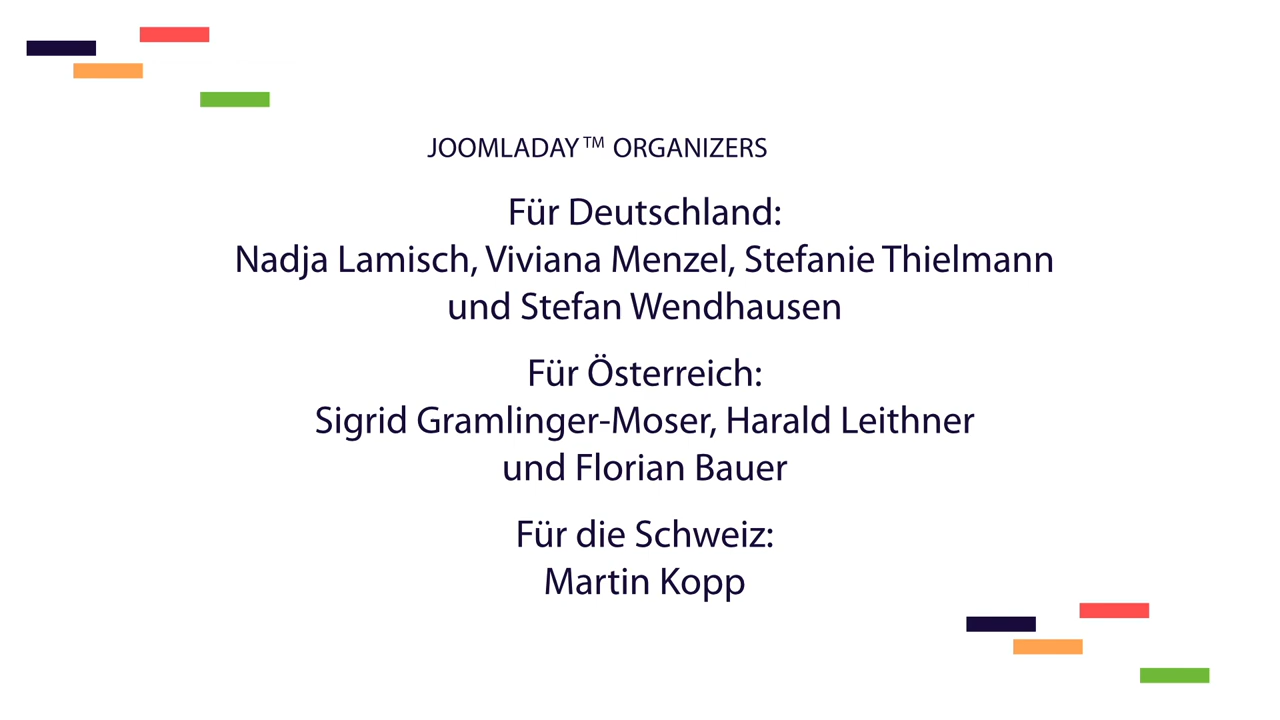 JOOMLADAY™ ORGANIZERS
Für Deutschland:
Nadja Lamisch, Viviana Menzel, Stefanie Thielmann
und Stefan Wendhausen
Für Österreich:
Sigrid Gramlinger-Moser, Harald Leithner
und Florian Bauer
Für die Schweiz:
Martin Kopp